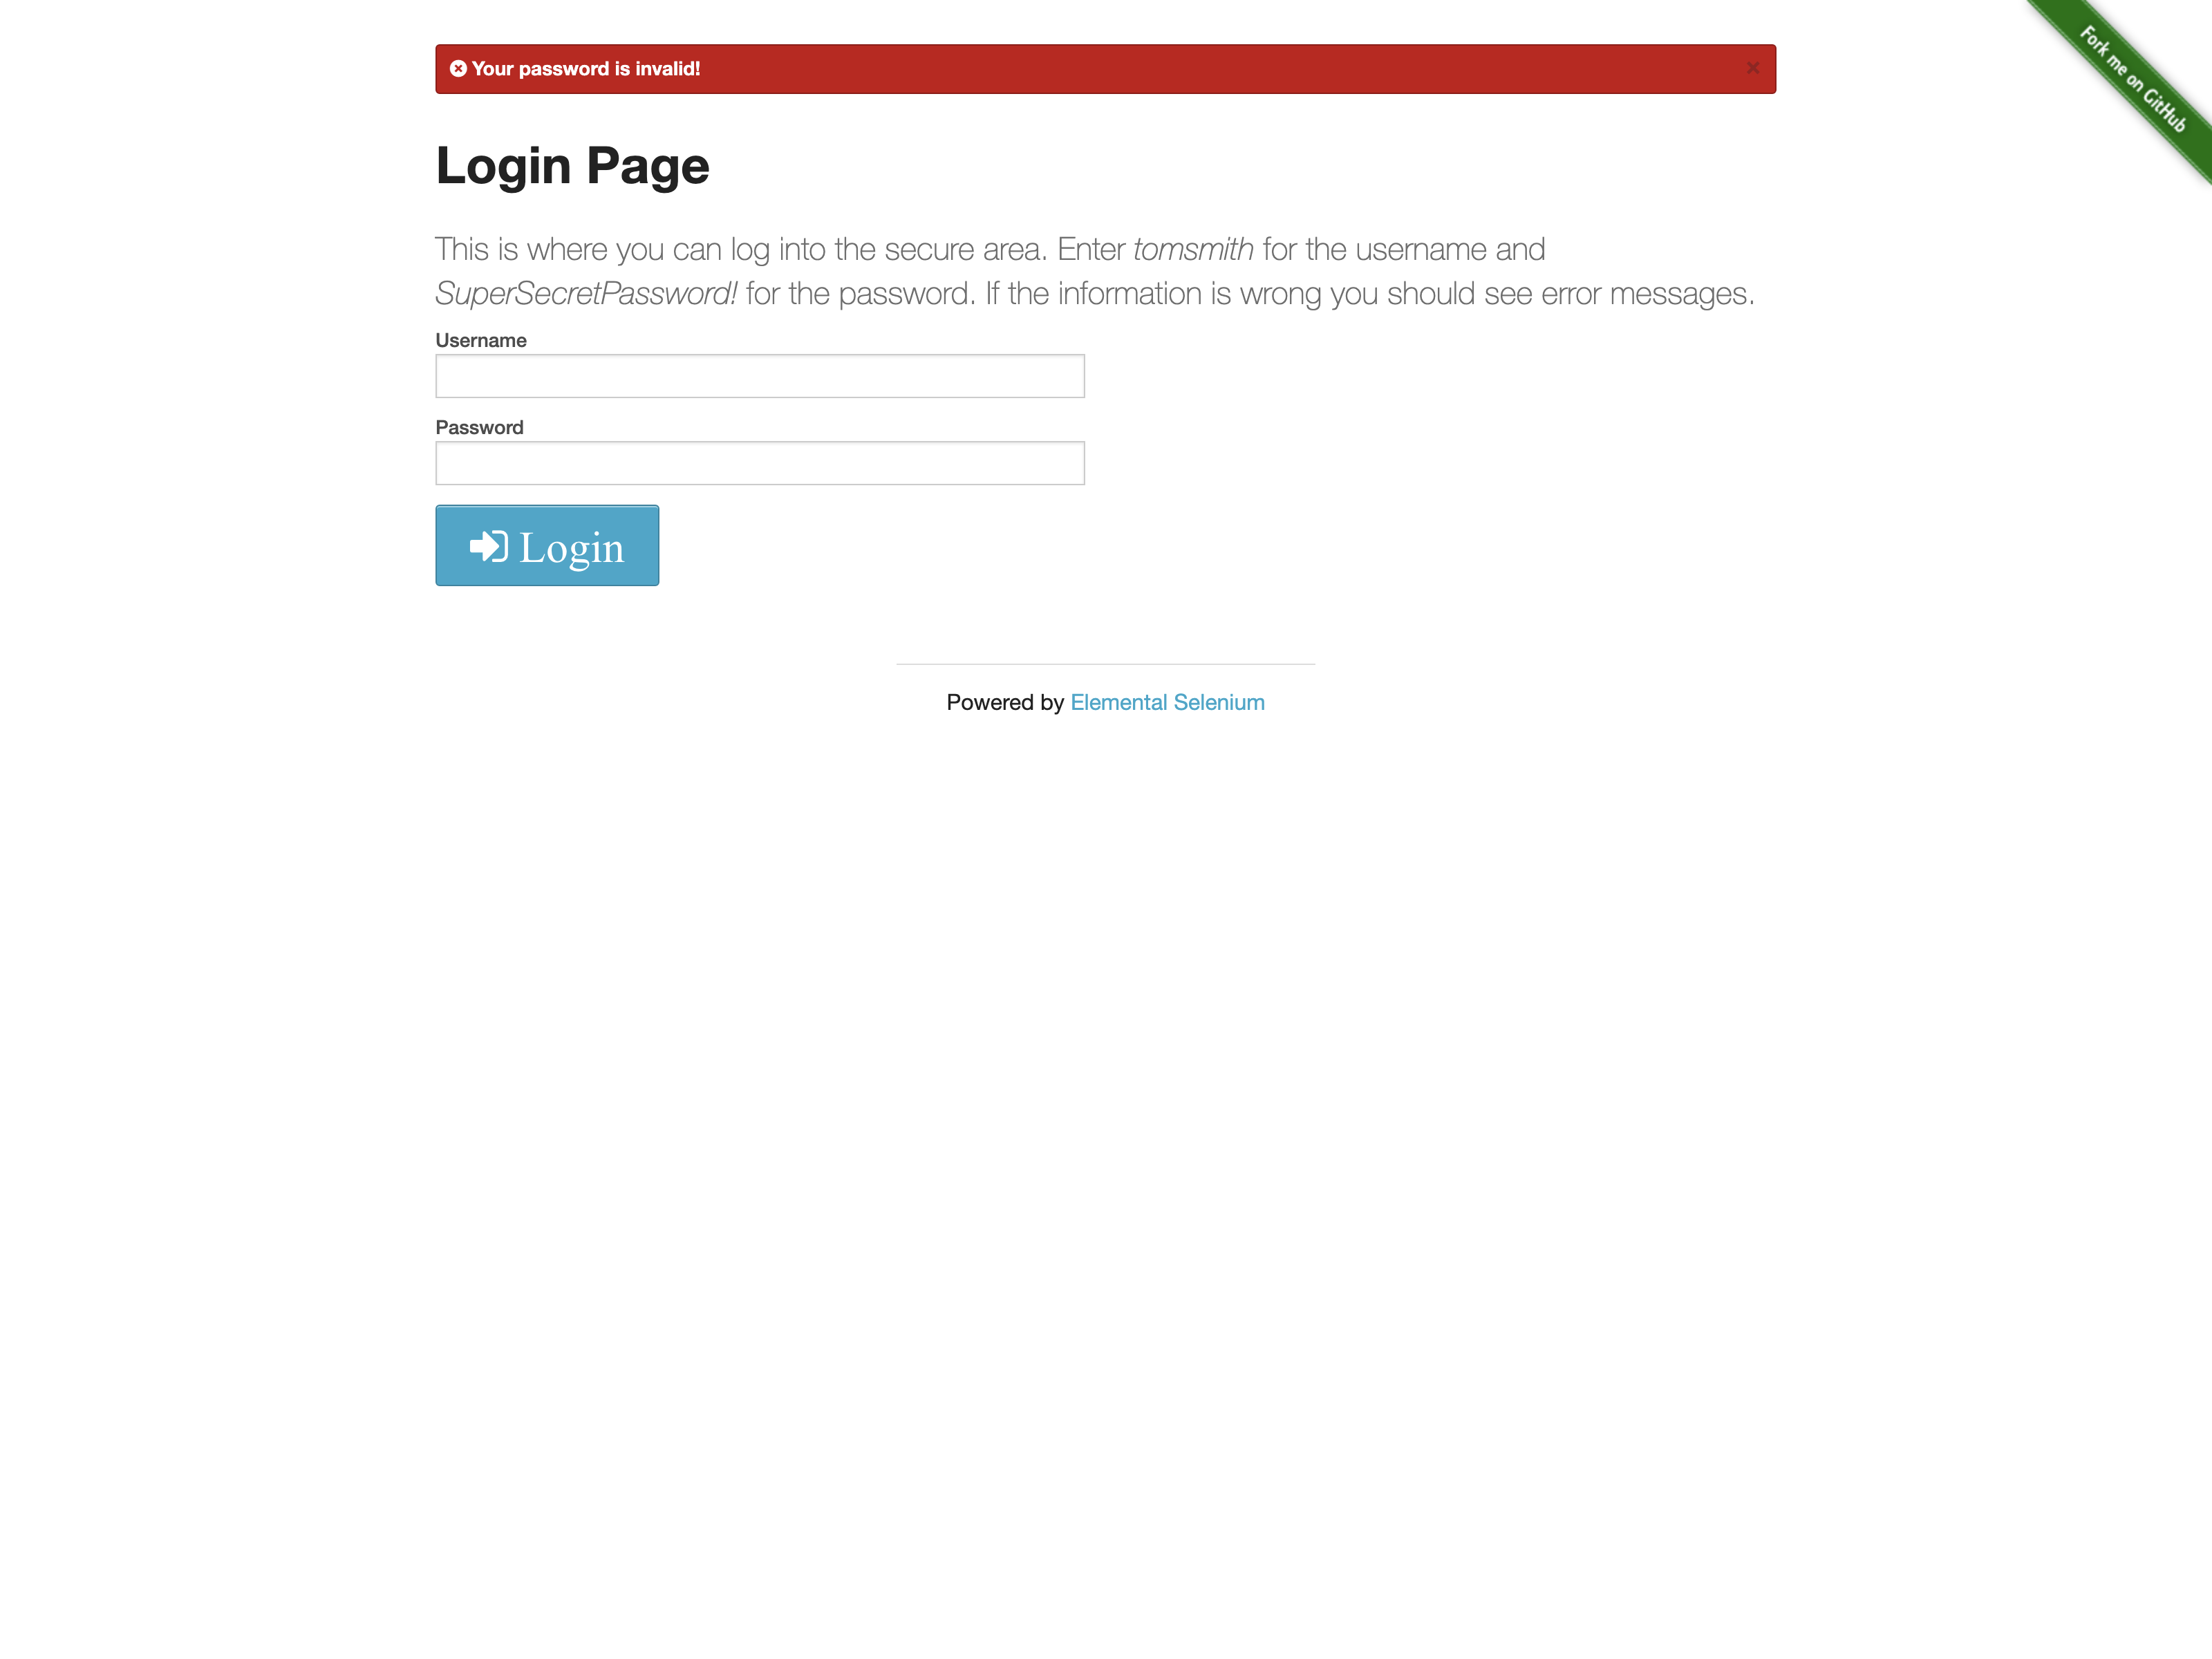 Your password is invalid!
Fork me on GitHub
Login Page
This is where you can log into the secure area. Enter tomsmith for the username and
SuperSecretPassword! for the password. If the information is wrong you should see error messages.
Username
Password
Login
Powered by Elemental Selenium